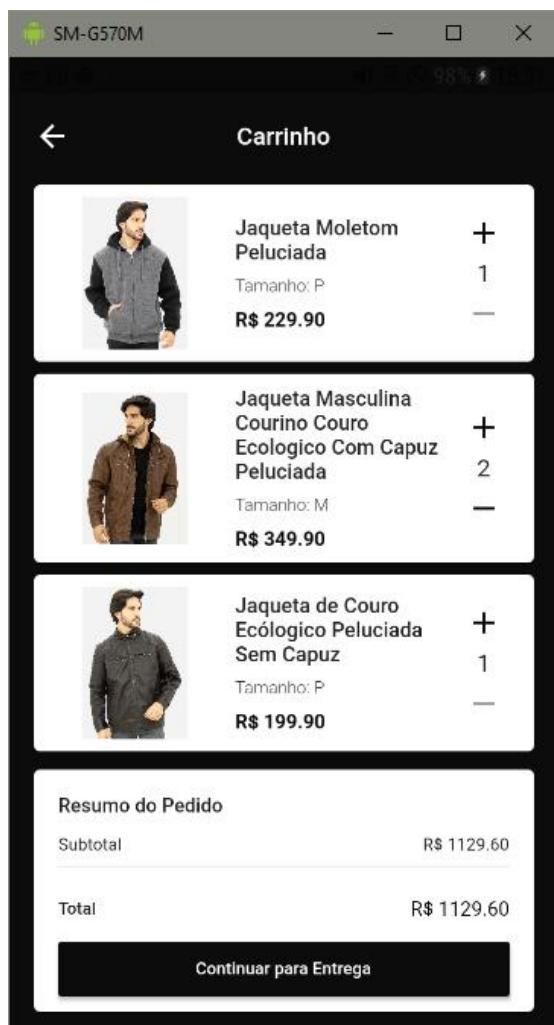 SM-G570M
98%
Carrinho
Jaqueta Moletom
Peluciada
Tamanho: P
R$ 229.90
1
Jaqueta Masculina
Courino Couro
Ecologico Com Capuz
Peluciada
Tamanho: M
R$ 349.90
2
Jaqueta de Couro
Ecólogico Peluciada
Sem Capuz
Tamanho: P
R$ 199.90
1
Resumo do Pedido
Subtotal R$ 1129.60
Total R$ 1129.60
Continuar para Entrega